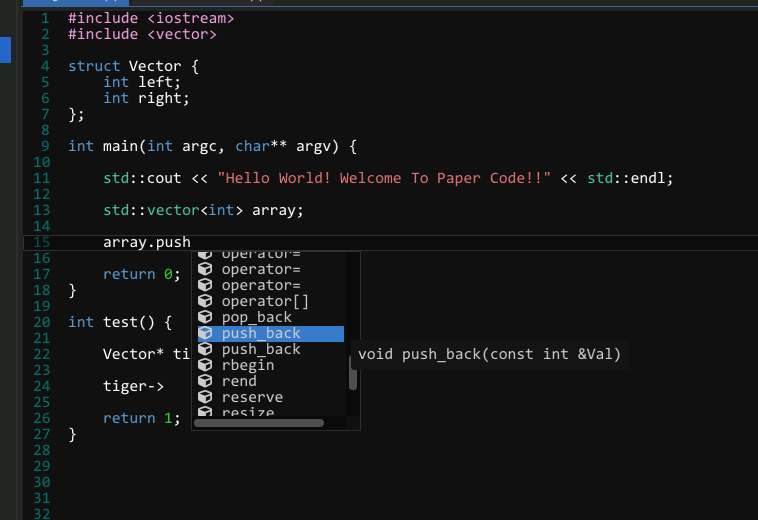 1 #include <iostream>
2 #include <vector>
3
4 struct Vector {
5 int left;
6 int right;
7 };
8
9 int main(int argc, char** argv) {
10
11 std::cout << "Hello World! Welcome To Paper Code!!" << std::endl;
12
13 std::vector<int> array;
14
15 array.push
16
17 return 0;
18 }
19
20 int test() {
21
22 Vector* ti
23
24 tiger->
25
26 return 1;
27 }
28
29
30
31
32
operator=
operator=
operator=
operator[]
pop_back
push_back
push_back
rbegin
rend
reserve
resize
void push_back(const int &Val)